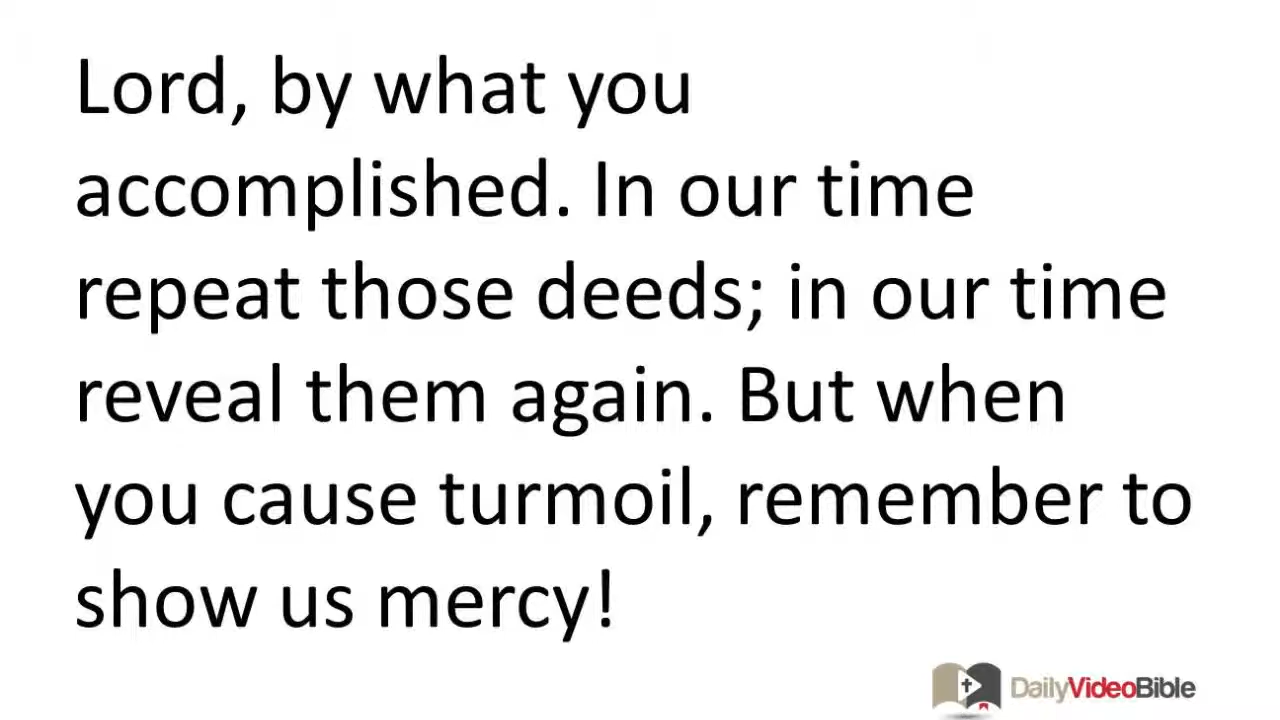 Lord, by what you
accomplished. In our time
repeat those deeds; in our time
reveal them again. But when
you cause turmoil, remember to
show us mercy!
DailyVideoBible